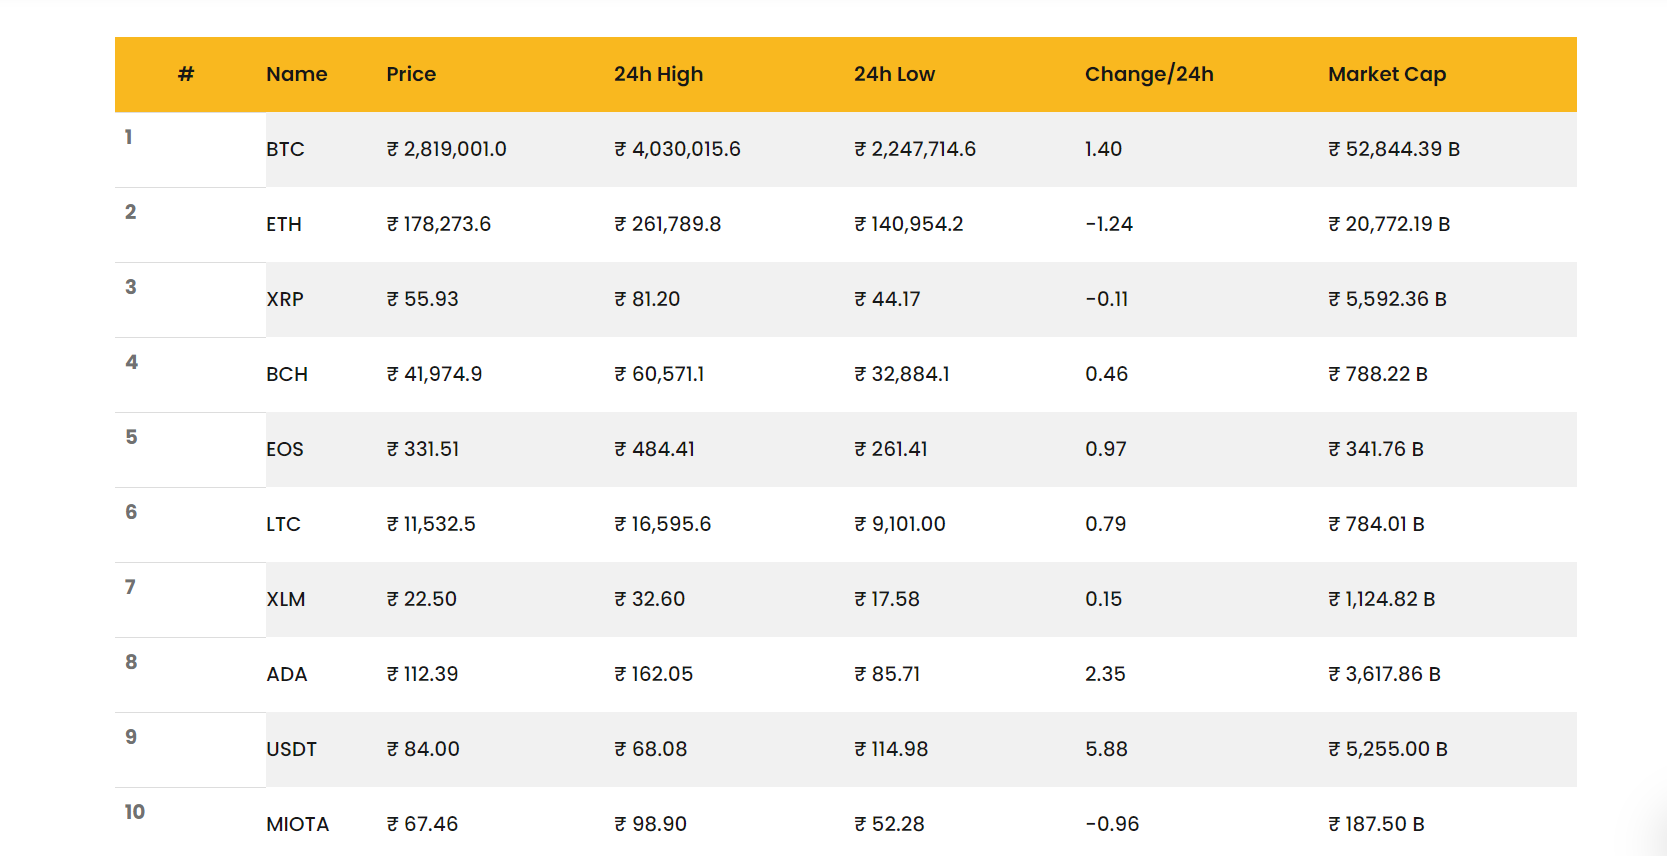 # Name Price 24h High 24h Low Change/24h Market Cap
1 BTC ₹ 2,819,001.0 ₹ 4,030,015.6 ₹ 2,247,714.6 1.40 ₹ 52,844.39 B
2 ETH ₹ 178,273.6 ₹ 261,789.8 ₹ 140,954.2 -1.24 ₹ 20,772.19 B
3 XRP ₹ 55.93 ₹ 81.20 ₹ 44.17 -0.11 ₹ 5,592.36 B
4 BCH ₹ 41,974.9 ₹ 60,571.1 ₹ 32,884.1 0.46 ₹ 788.22 B
5 EOS ₹ 331.51 ₹ 484.41 ₹ 261.41 0.97 ₹ 341.76 B
6 LTC ₹ 11,532.5 ₹ 16,595.6 ₹ 9,101.00 0.79 ₹ 784.01 B
7 XLM ₹ 22.50 ₹ 32.60 ₹ 17.58 0.15 ₹ 1,124.82 B
8 ADA ₹ 112.39 ₹ 162.05 ₹ 85.71 2.35 ₹ 3,617.86 B
9 USDT ₹ 84.00 ₹ 68.08 ₹ 114.98 5.88 ₹ 5,255.00 B
10 MIOTA ₹ 67.46 ₹ 98.90 ₹ 52.28 -0.96 ₹ 187.50 B